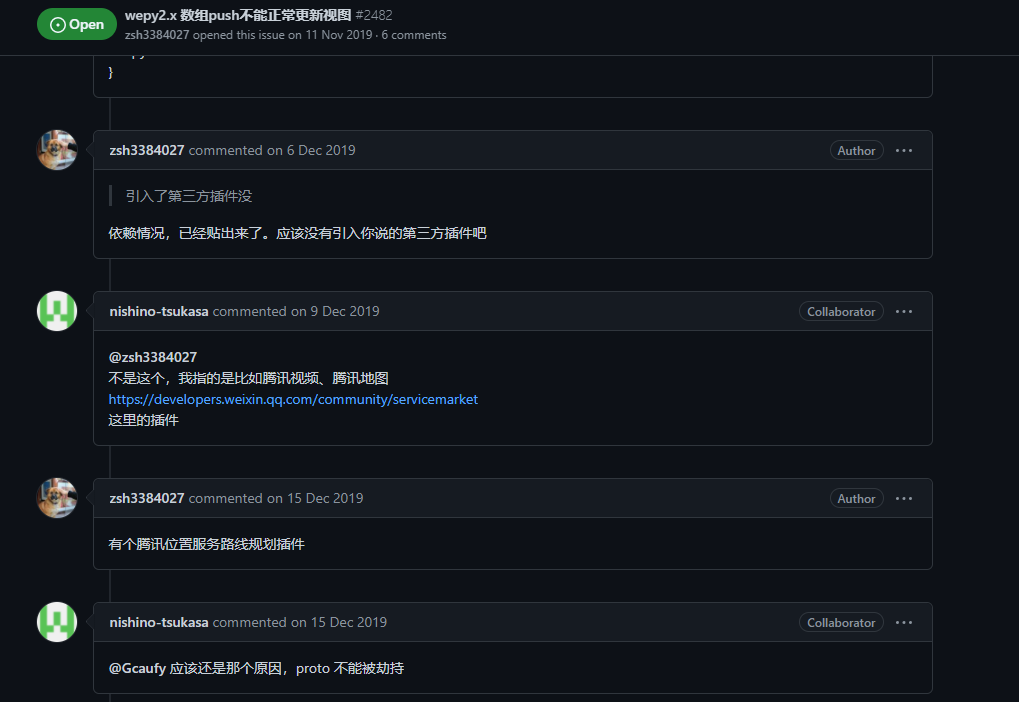 Open
wepy2.x 数组push不能正常更新视图 #2482
zsh3384027 opened this issue on 11 Nov 2019 · 6 comments
}
zsh3384027 commented on 6 Dec 2019
Author
引入了第三方插件没
依赖情况，已经贴出来了。应该没有引入你说的第三方插件吧
nishino-tsukasa commented on 9 Dec 2019
Collaborator
@zsh3384027
不是这个，我指的是比如腾讯视频、腾讯地图
https://developers.weixin.qq.com/community/servicemarket
这里的插件
zsh3384027 commented on 15 Dec 2019
Author
有个腾讯位置服务路线规划插件
nishino-tsukasa commented on 15 Dec 2019
Collaborator
@Gcaufy 应该还是那个原因，proto 不能被劫持